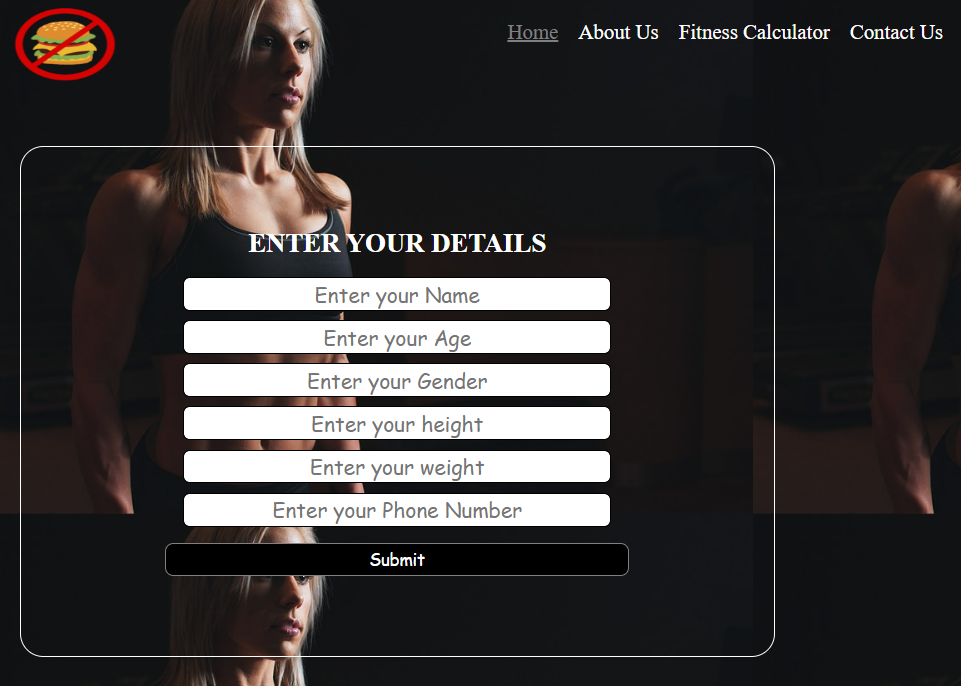 Home About Us Fitness Calculator Contact Us
ENTER YOUR DETAILS
Enter your Name
Enter your Age
Enter your Gender
Enter your height
Enter your weight
Enter your Phone Number
Submit